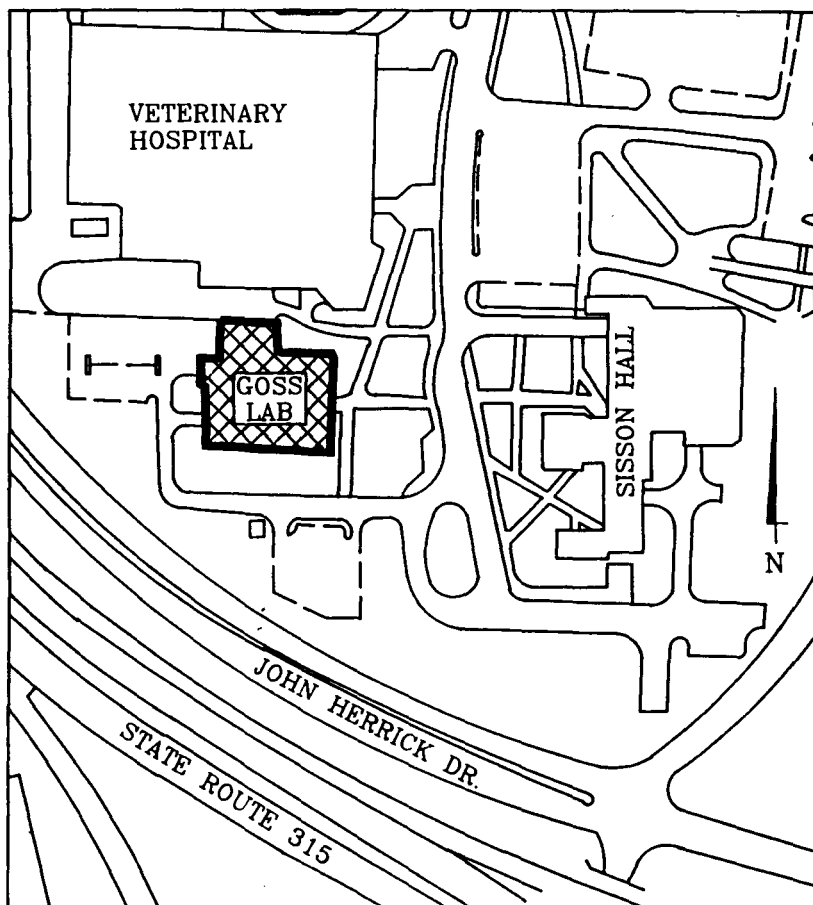 VETERINARY
HOSPITAL
GOSS
LAB
SISSON HALL
N
JOHN HERRICK DR.
STATE ROUTE 315